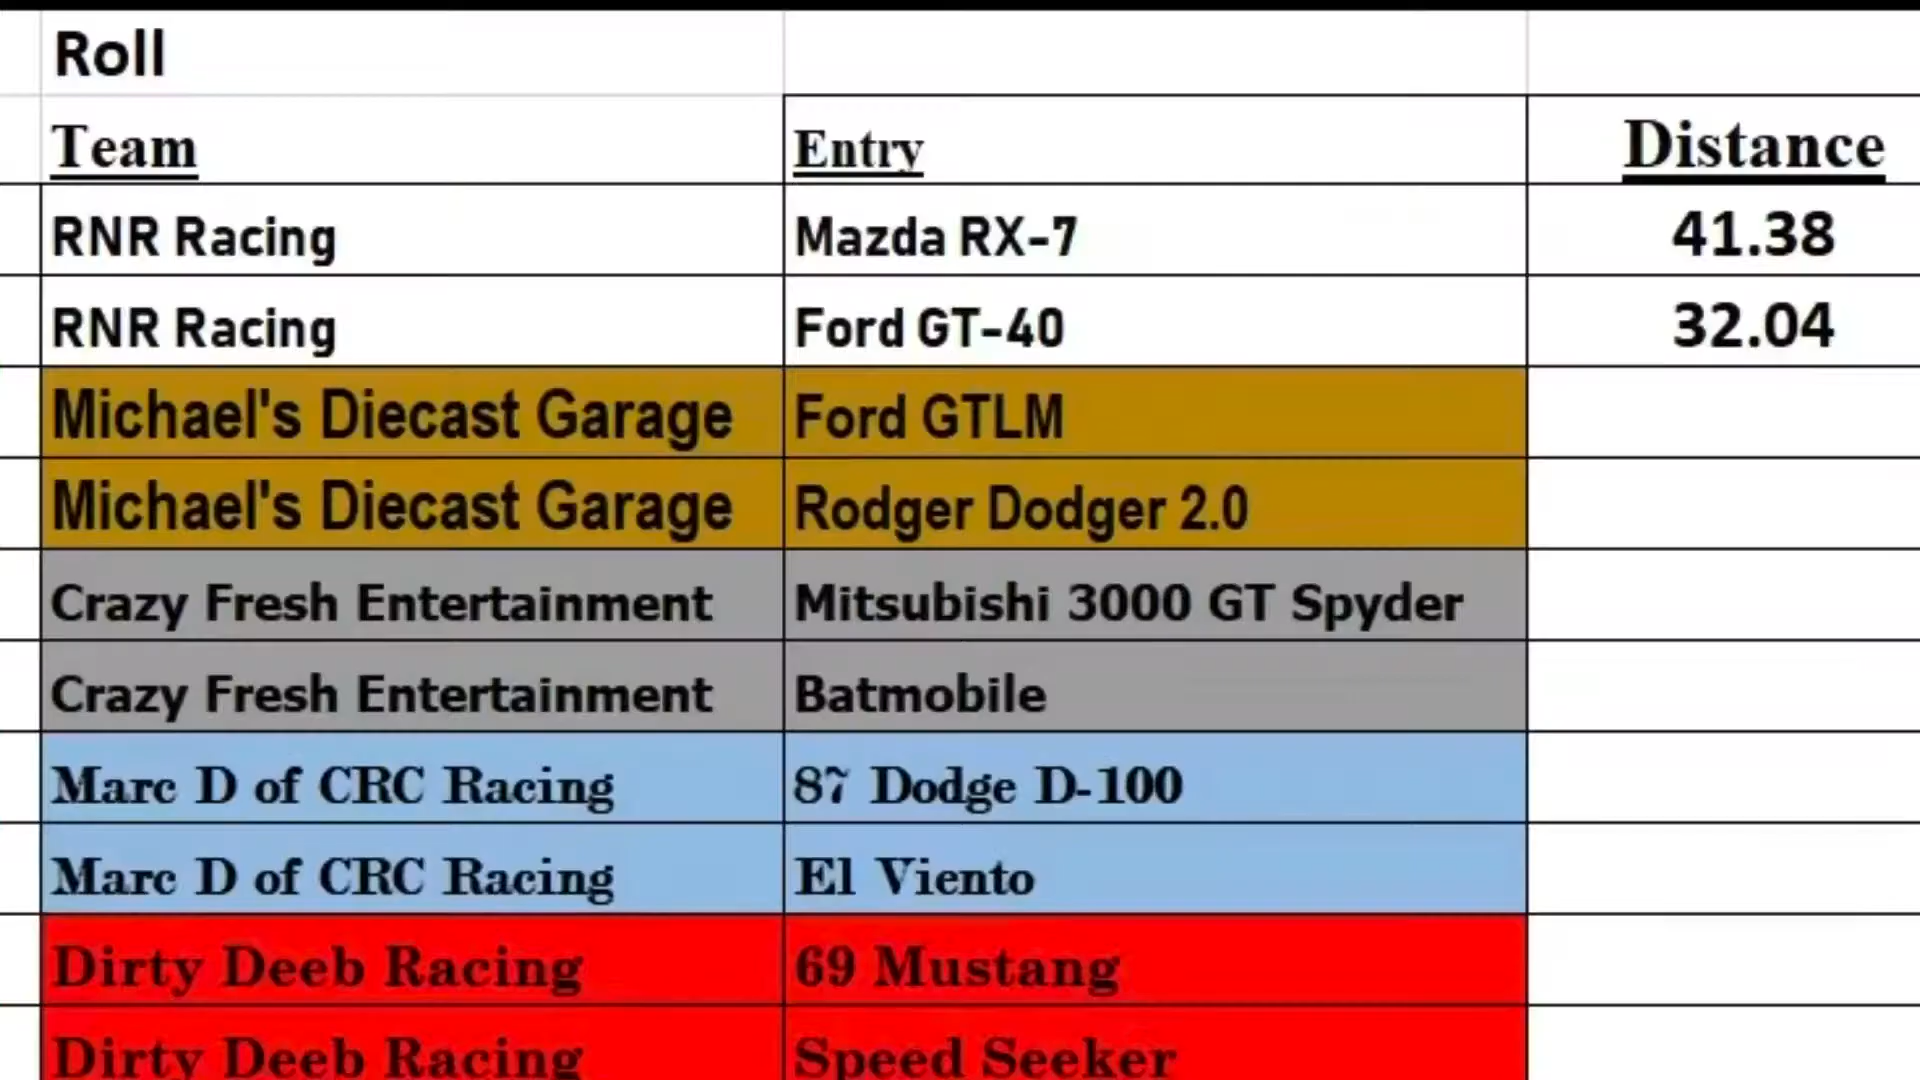 Roll
Team Entry Distance
RNR Racing Mazda RX-7 41.38
RNR Racing Ford GT-40 32.04
Michael's Diecast Garage Ford GTLM
Michael's Diecast Garage Rodger Dodger 2.0
Crazy Fresh Entertainment Mitsubishi 3000 GT Spyder
Crazy Fresh Entertainment Batmobile
Marc D of CRC Racing 87 Dodge D-100
Marc D of CRC Racing El Viento
Dirty Deeb Racing 69 Mustang
Dirty Deeb Racing Speed Seeker